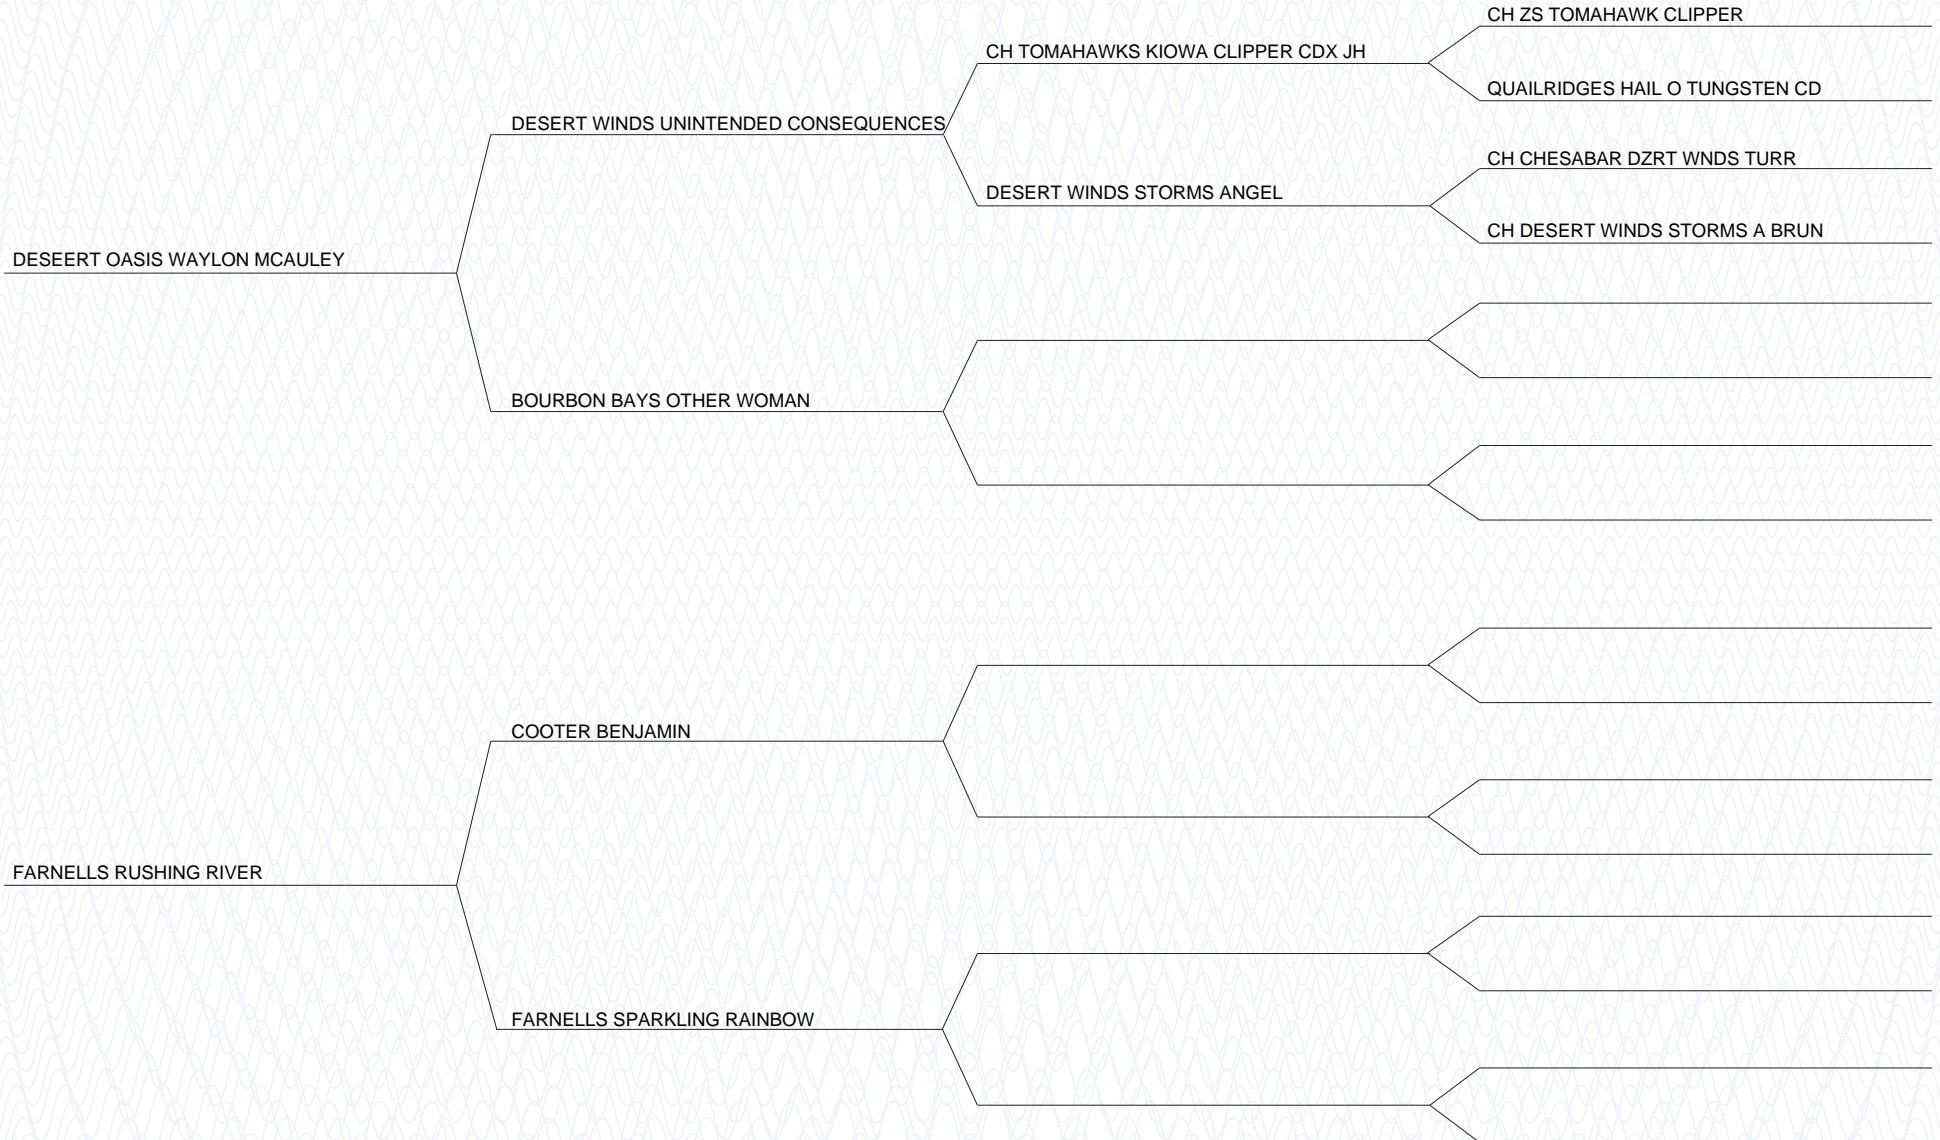 CH ZS TOMAHAWK CLIPPER
CH TOMAHAWKS KIOWA CLIPPER CDX JH
QUAILRIDGES HAIL O TUNGSTEN CD
DESERT WINDS UNINTENDED CONSEQUENCES
CH CHESABAR DZRT WNDS TURR
DESERT WINDS STORMS ANGEL
CH DESERT WINDS STORMS A BRUN
DESEERT OASIS WAYLON MCAULEY
BOURBON BAYS OTHER WOMAN
COOTER BENJAMIN
FARNELLS RUSHING RIVER
FARNELLS SPARKLING RAINBOW